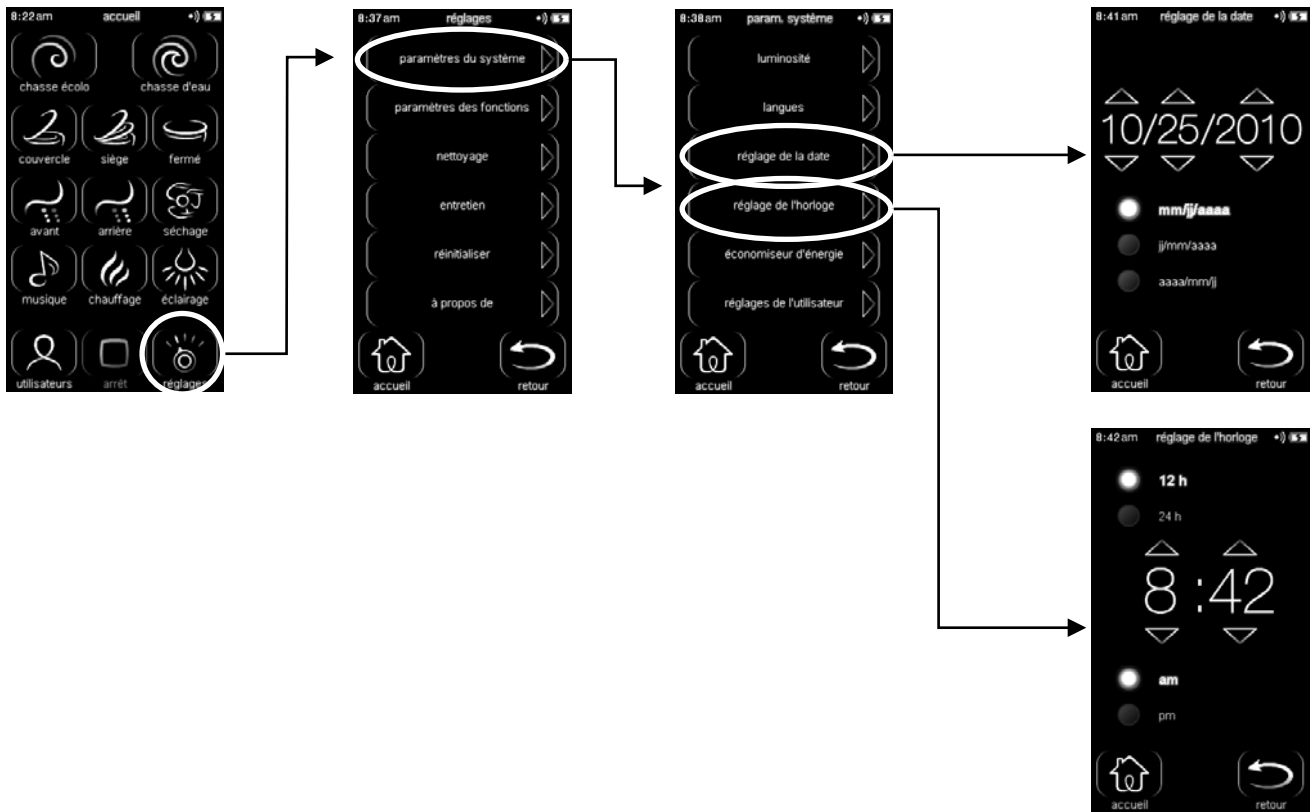 8:22am accueil
chasse écolo chasse d'eau
couvercle siège fermé
avant arrière séchage
musique chauffage éclairage
utilisateurs arrêt réglages
8:37am réglages
paramètres du système
paramètres des fonctions
nettoyage
entretien
réinitialiser
à propos de
accueil retour
8:38am param. système
luminosité
langues
réglage de la date
réglage de l'horloge
économiseur d'énergie
réglages de l'utilisateur
accueil retour
8:41am réglage de la date
10/25/2010
mm/jj/aaaa
jj/mm/aaaa
aaaa/mm/jj
accueil retour
8:42am réglage de l'horloge
12 h
24 h
8:42
am
pm
accueil retour